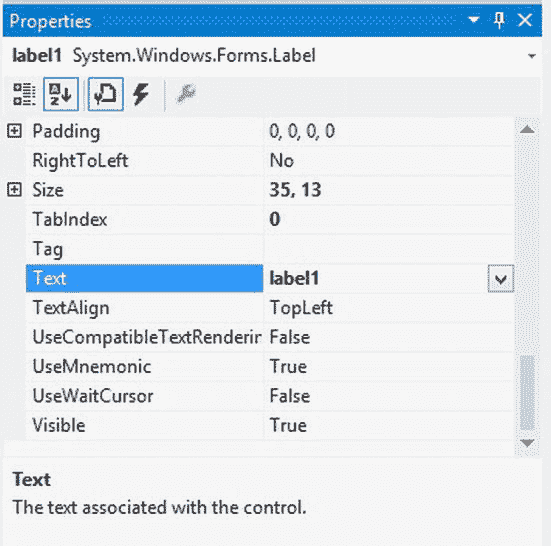 Properties
label1 System.Windows.Forms.Label
Padding 0, 0, 0, 0
RightToLeft No
Size 35, 13
TabIndex 0
Tag
Text label1
TextAlign TopLeft
UseCompatibleTextRenderin False
UseMnemonic True
UseWaitCursor False
Visible True
Text
The text associated with the control.